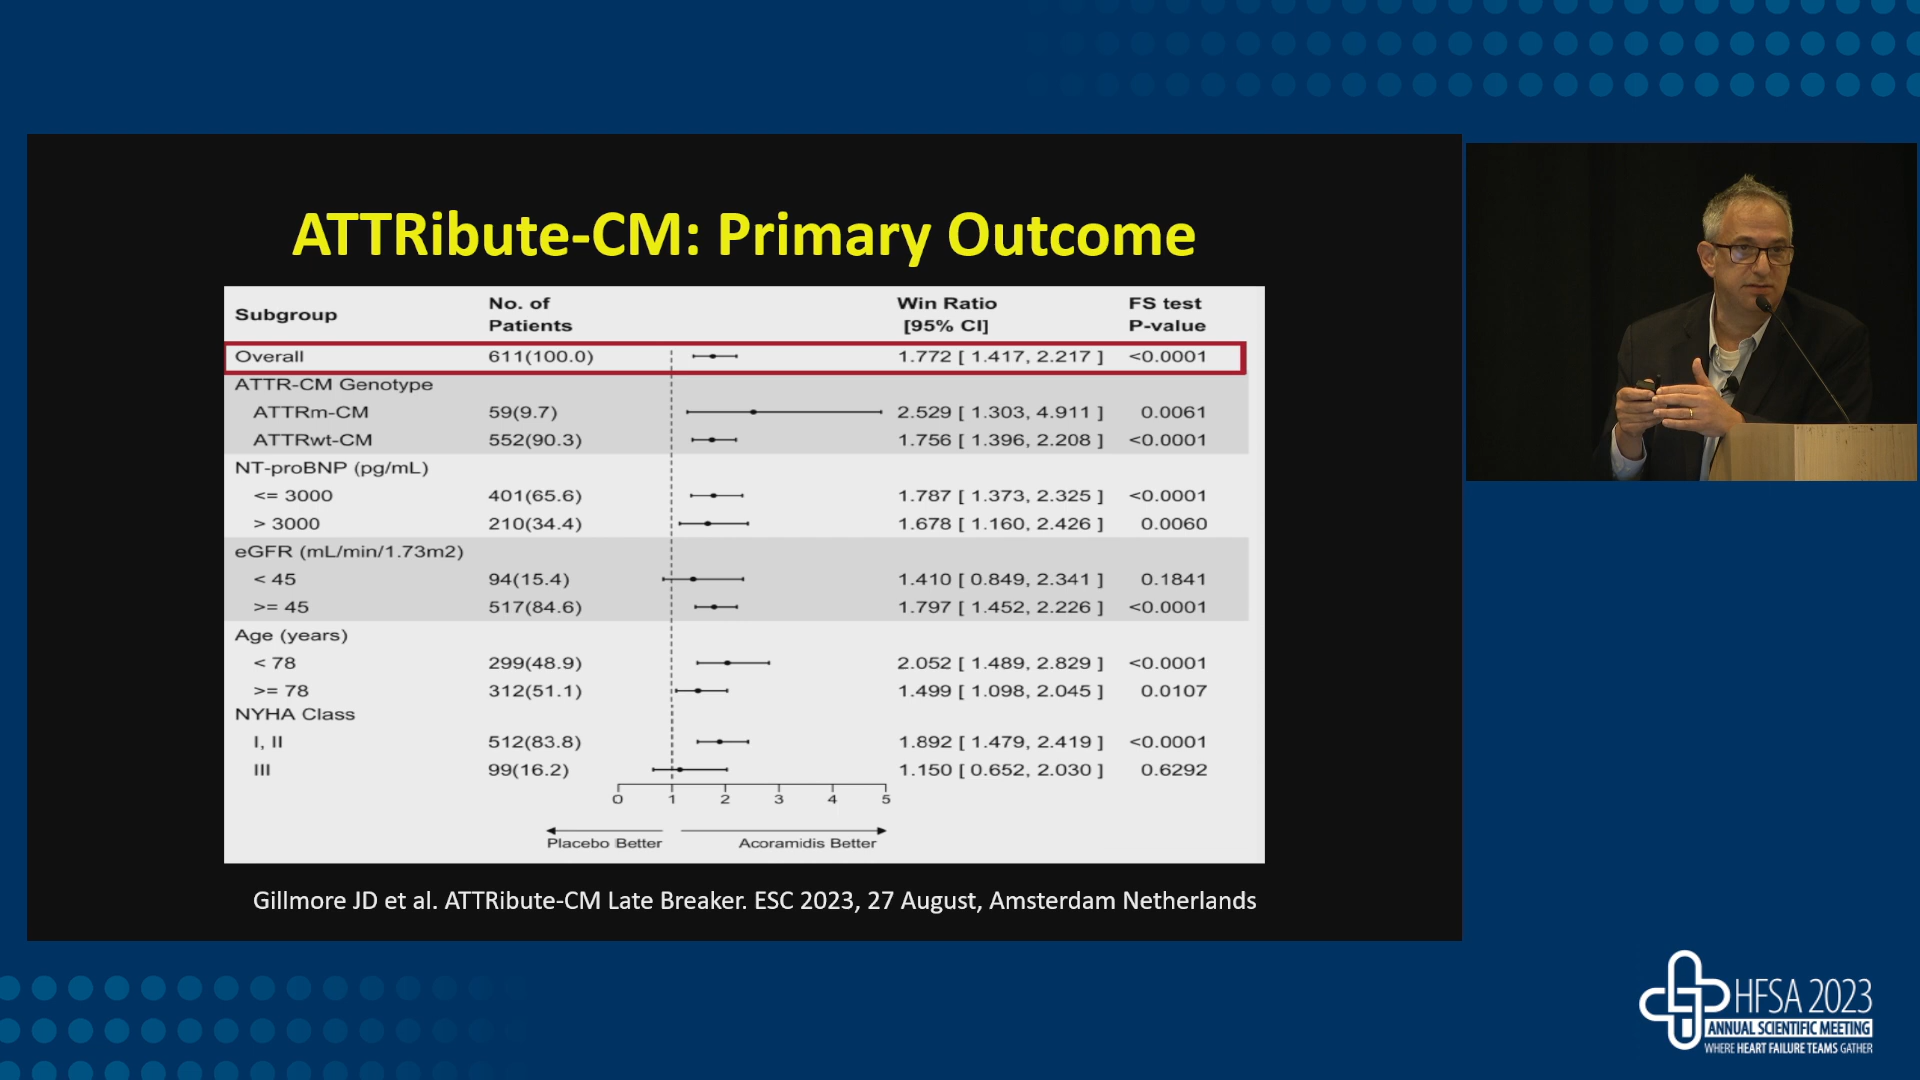 ATTRibute-CM: Primary Outcome
Subgroup No. of Patients Win Ratio [95% CI] FS test P-value
Overall 611(100.0) 1.772 [ 1.417, 2.217 ] <0.0001
ATTR-CM Genotype
ATTRm-CM 59(9.7) 2.529 [ 1.303, 4.911 ] 0.0061
ATTRwt-CM 552(90.3) 1.756 [ 1.396, 2.208 ] <0.0001
NT-proBNP (pg/mL)
<= 3000 401(65.6) 1.787 [ 1.373, 2.325 ] <0.0001
> 3000 210(34.4) 1.678 [ 1.160, 2.426 ] 0.0060
eGFR (mL/min/1.73m2)
< 45 94(15.4) 1.410 [ 0.849, 2.341 ] 0.1841
>= 45 517(84.6) 1.797 [ 1.452, 2.226 ] <0.0001
Age (years)
< 78 299(48.9) 2.052 [ 1.489, 2.829 ] <0.0001
>= 78 312(51.1) 1.499 [ 1.098, 2.045 ] 0.0107
NYHA Class
I, II 512(83.8) 1.892 [ 1.479, 2.419 ] <0.0001
III 99(16.2) 1.150 [ 0.652, 2.030 ] 0.6292
0 1 2 3 4 5
Placebo Better Acoramidis Better
Gillmore JD et al. ATTRibute-CM Late Breaker. ESC 2023, 27 August, Amsterdam Netherlands
HFSA 2023
ANNUAL SCIENTIFIC MEETING
WHERE HEART FAILURE TEAMS GATHER